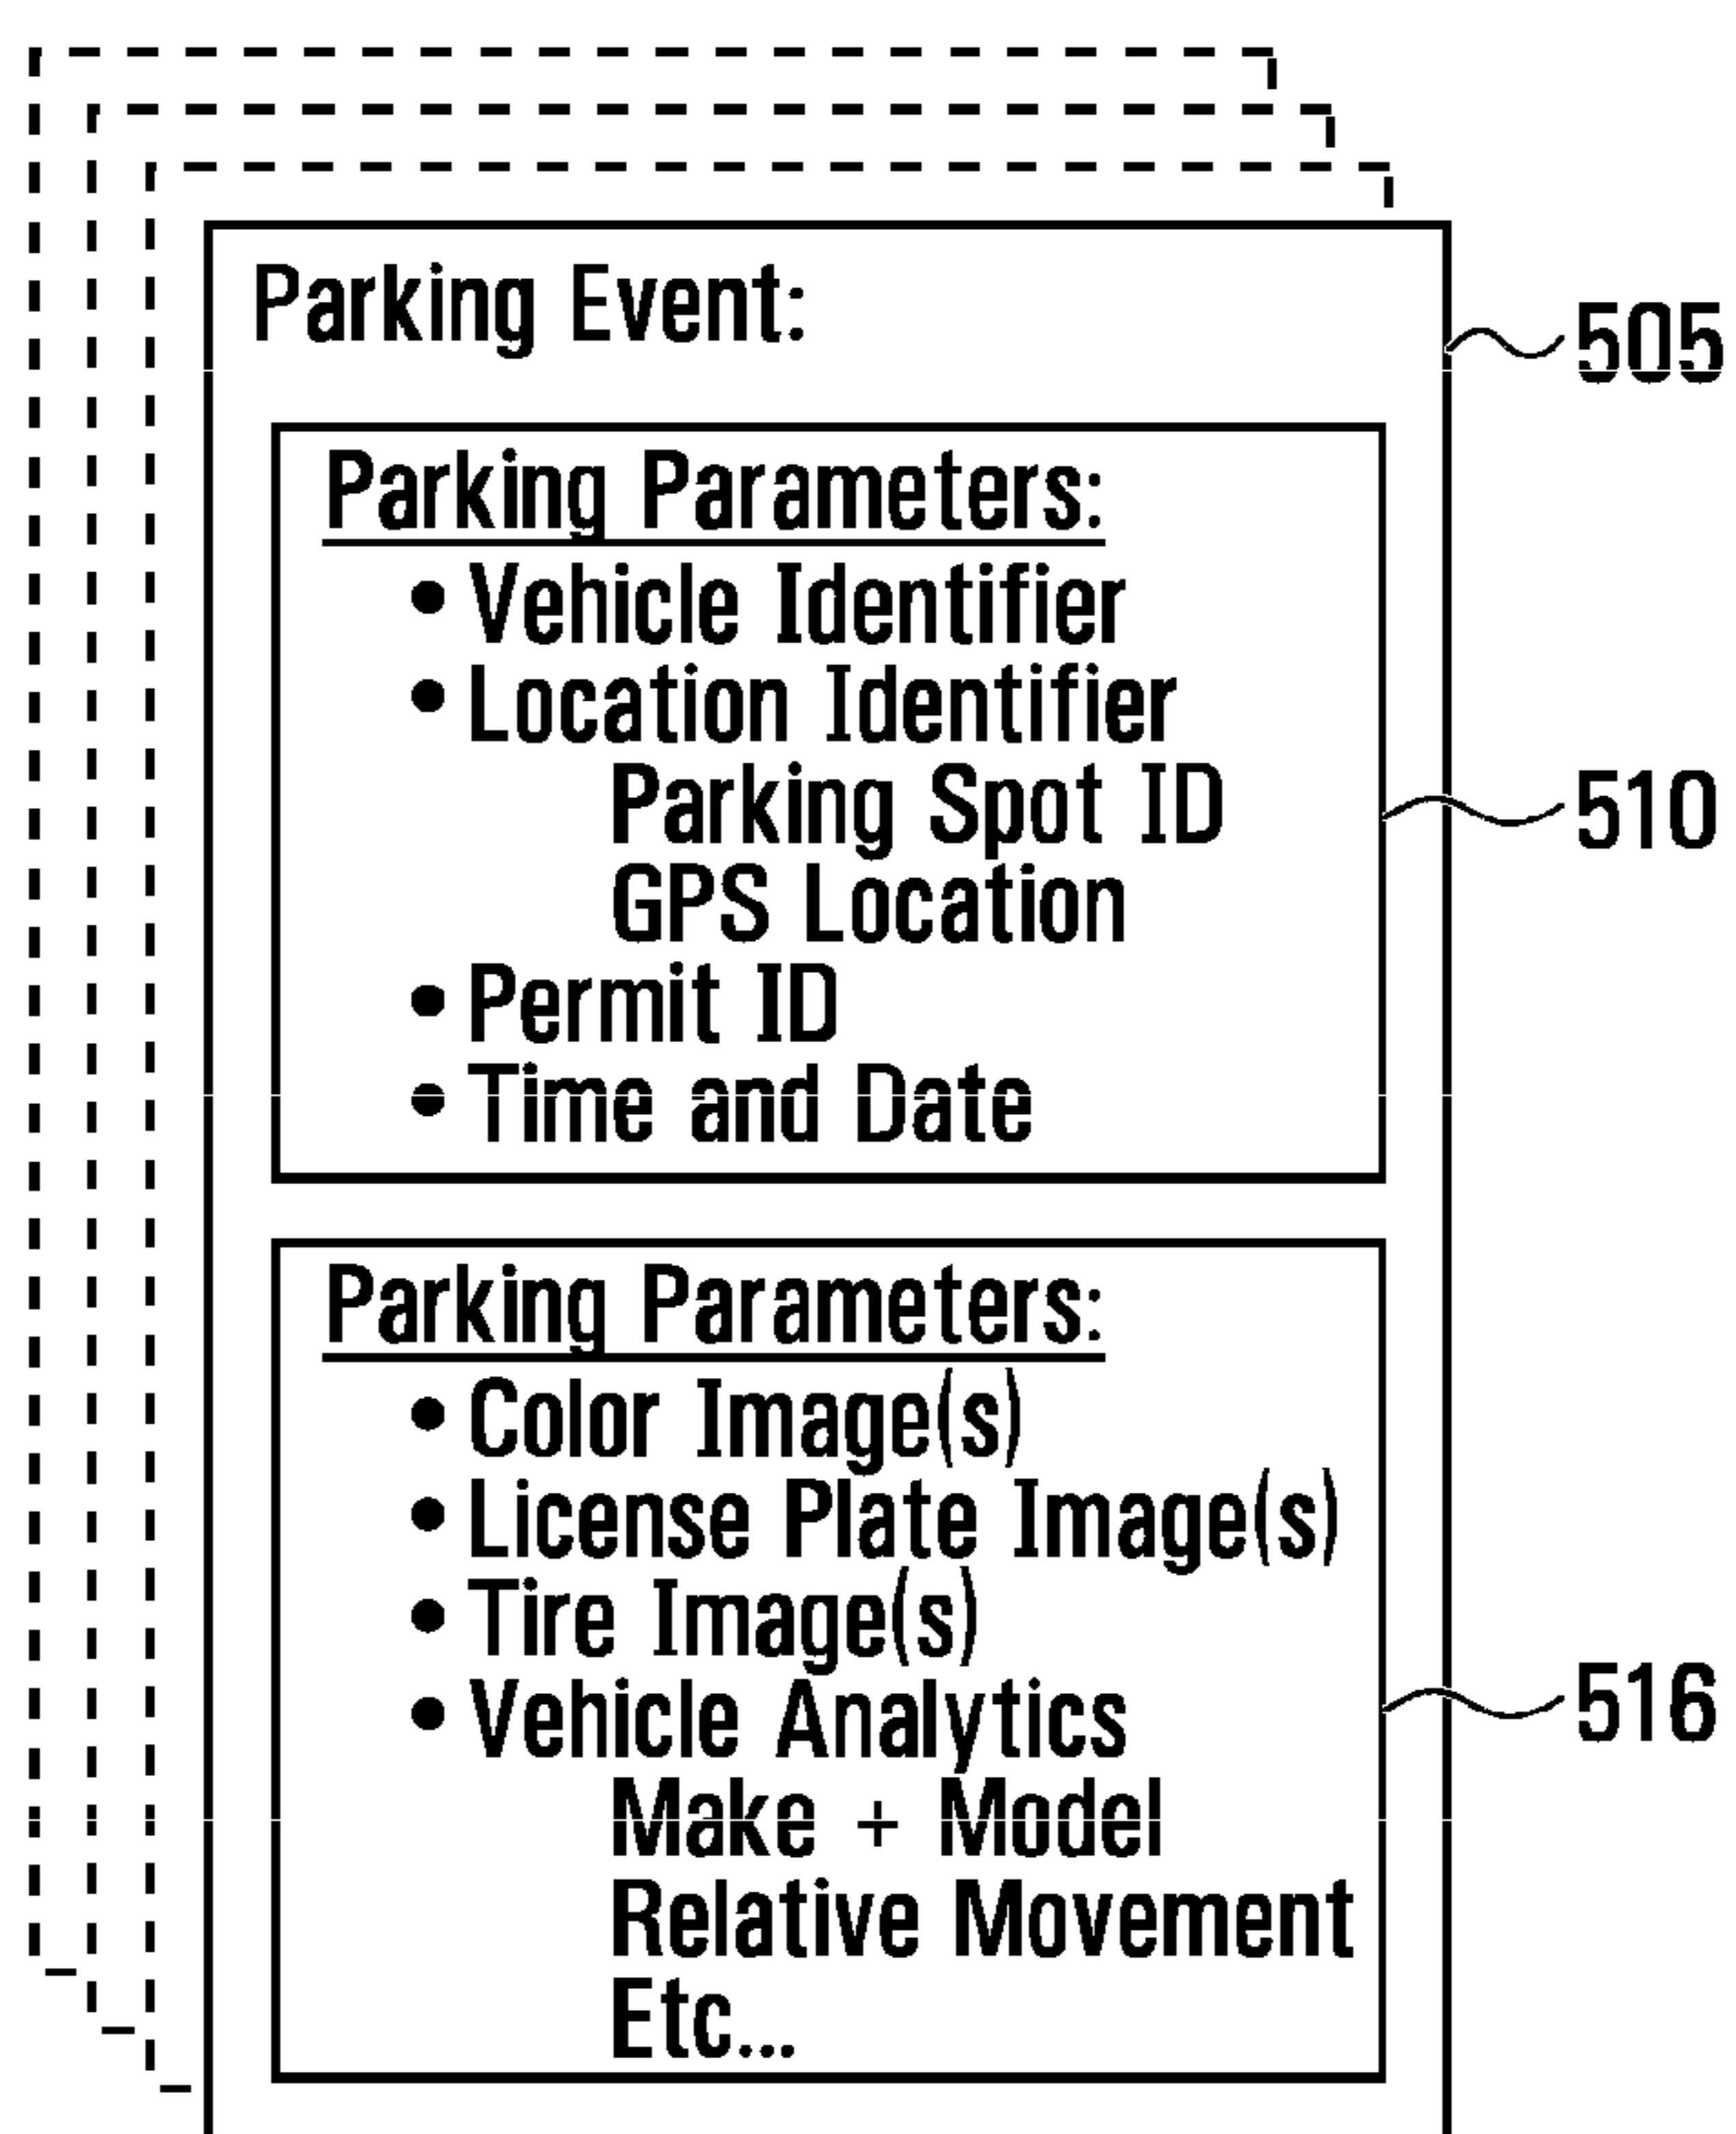 Parking Event:
505
Parking Parameters:
• Vehicle Identifier
• Location Identifier
Parking Spot ID
510
GPS Location
• Permit ID
• Time and Date
Parking Parameters:
• Color Image(s)
• License Plate Image(s)
• Tire Image(s)
• Vehicle Analytics
516
Make + Model
Relative Movement
Etc...